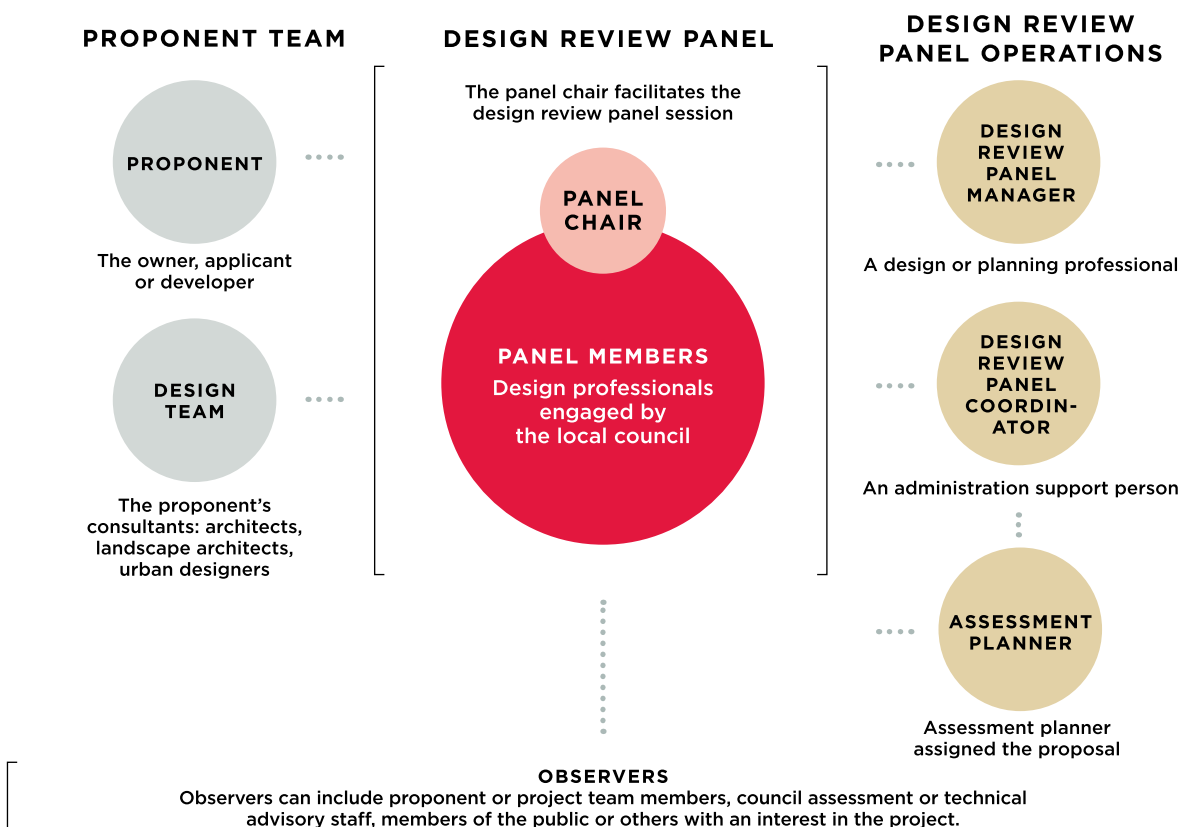 PROPONENT TEAM
PROPONENT
The owner, applicant
or developer
DESIGN
TEAM
The proponent’s
consultants: architects,
landscape architects,
urban designers
DESIGN REVIEW PANEL
The panel chair facilitates the
design review panel session
PANEL
CHAIR
PANEL MEMBERS
Design professionals
engaged by
the local council
DESIGN REVIEW
PANEL OPERATIONS
DESIGN
REVIEW
PANEL
MANAGER
A design or planning professional
DESIGN
REVIEW
PANEL
COORDIN-
ATOR
An administration support person
ASSESSMENT
PLANNER
Assessment planner
assigned the proposal
OBSERVERS
Observers can include proponent or project team members, council assessment or technical
advisory staff, members of the public or others with an interest in the project.